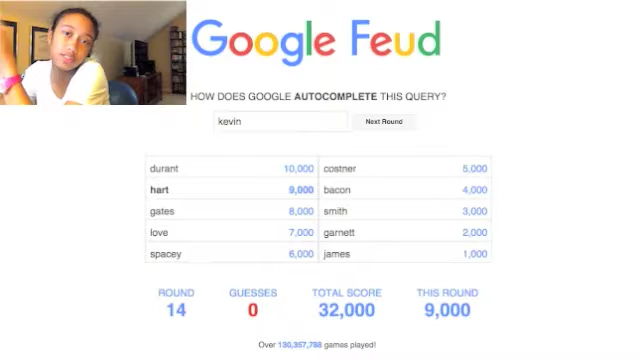 Google Feud
HOW DOES GOOGLE AUTOCOMPLETE THIS QUERY?
kevin
Next Round
durant 10,000 costner 5,000
hart 9,000 bacon 4,000
gates 8,000 smith 3,000
love 7,000 garnett 2,000
spacey 6,000 james 1,000
ROUND GUESSES TOTAL SCORE THIS ROUND
14 0 32,000 9,000
Over 130,357,798 games played!